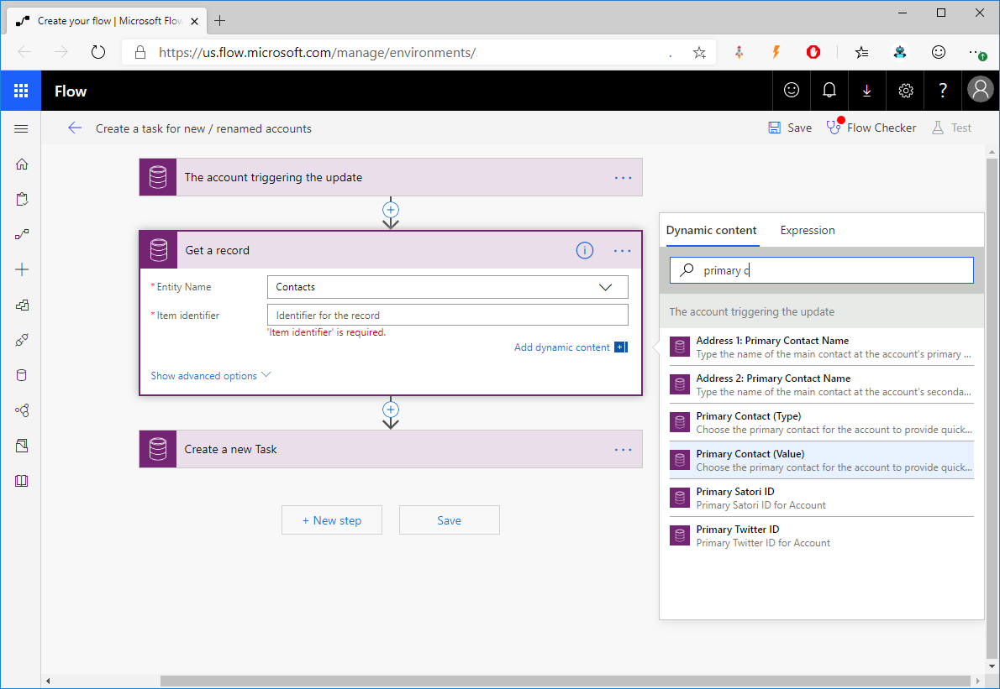 Create your flow | Microsoft Flow
https://us.flow.microsoft.com/manage/environments/
Flow
?
Create a task for new / renamed accounts
Save
Flow Checker
Test
The account triggering the update
Get a record
* Entity Name
Contacts
* Item identifier
Identifier for the record
'Item identifier' is required.
Add dynamic content
Show advanced options
Create a new Task
+ New step
Save
Dynamic content
Expression
primary c
The account triggering the update
Address 1: Primary Contact Name
Type the name of the main contact at the account's primary ...
Address 2: Primary Contact Name
Type the name of the main contact at the account's seconda...
Primary Contact (Type)
Choose the primary contact for the account to provide quick...
Primary Contact (Value)
Choose the primary contact for the account to provide quick...
Primary Satori ID
Primary Satori ID for Account
Primary Twitter ID
Primary Twitter ID for Account